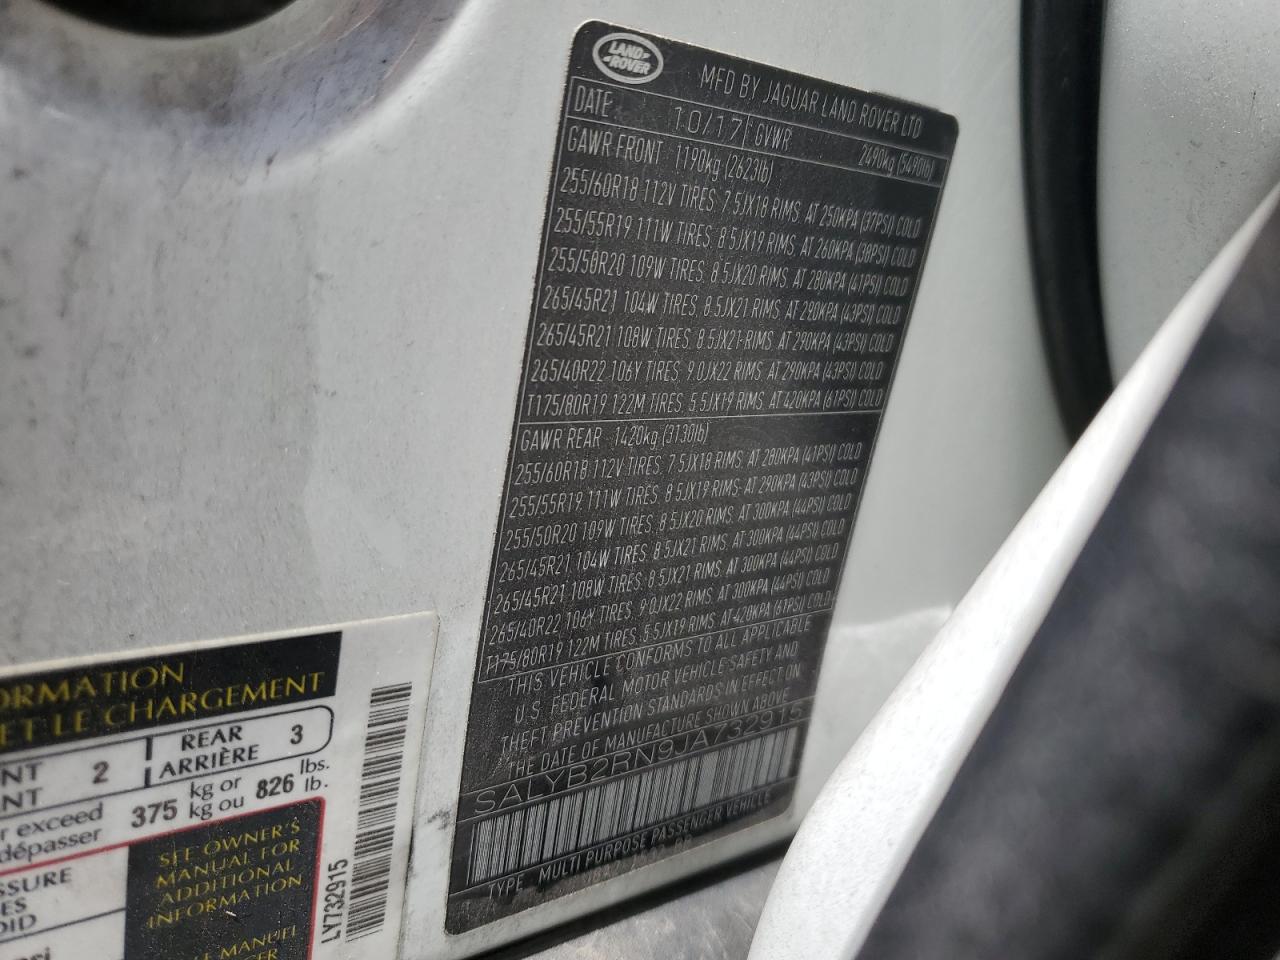 LAND
ROVER
MFD BY JAGUAR LAND ROVER LTD
DATE 10/17 GVWR 2490kg (5490lb)
GAWR FRONT 1190kg (2623lb)
255/60R18 112V TIRES, 7.5JX18 RIMS, AT 250KPA (37PSI) COLD
255/55R19 111W TIRES, 8.5JX19 RIMS, AT 260KPA (38PSI) COLD
255/50R20 109W TIRES, 8.5JX20 RIMS, AT 280KPA (41PSI) COLD
265/45R21 104W TIRES, 8.5JX21 RIMS, AT 290KPA (43PSI) COLD
265/45R21 108W TIRES, 8.5JX21 RIMS, AT 290KPA (43PSI) COLD
265/40R22 106Y TIRES, 9.0JX22 RIMS, AT 290KPA (43PSI) COLD
T175/80R19 122M TIRES, 5.5JX19 RIMS, AT 420KPA (61PSI) COLD
GAWR REAR 1420kg (3130lb)
255/60R18 112V TIRES, 7.5JX18 RIMS, AT 280KPA (41PSI) COLD
255/55R19 111W TIRES, 8.5JX19 RIMS, AT 290KPA (43PSI) COLD
255/50R20 109W TIRES, 8.5JX20 RIMS, AT 300KPA (44PSI) COLD
265/45R21 104W TIRES, 8.5JX21 RIMS, AT 300KPA (44PSI) COLD
265/45R21 108W TIRES, 8.5JX21 RIMS, AT 300KPA (44PSI) COLD
265/40R22 106Y TIRES, 9.0JX22 RIMS, AT 300KPA (44PSI) COLD
T175/80R19 122M TIRES, 5.5JX19 RIMS, AT 420KPA (61PSI) COLD
THIS VEHICLE CONFORMS TO ALL APPLICABLE
U.S. FEDERAL MOTOR VEHICLE SAFETY AND
THEFT PREVENTION STANDARDS IN EFFECT ON
THE DATE OF MANUFACTURE SHOWN ABOVE
SALYB2RN9JA732915
TYPE MULTI PURPOSE PASSENGER VEHICLE
ORMATION
ET LE CHARGEMENT
NT 2 REAR 3
NT ARRIÈRE
r exceed 375 kg or 826 lbs.
dépasser kg ou lb.
SSURE
ES
OID
SEE OWNER'S
MANUAL FOR
ADDITIONAL
INFORMATION
LE MANUEL
LY732915